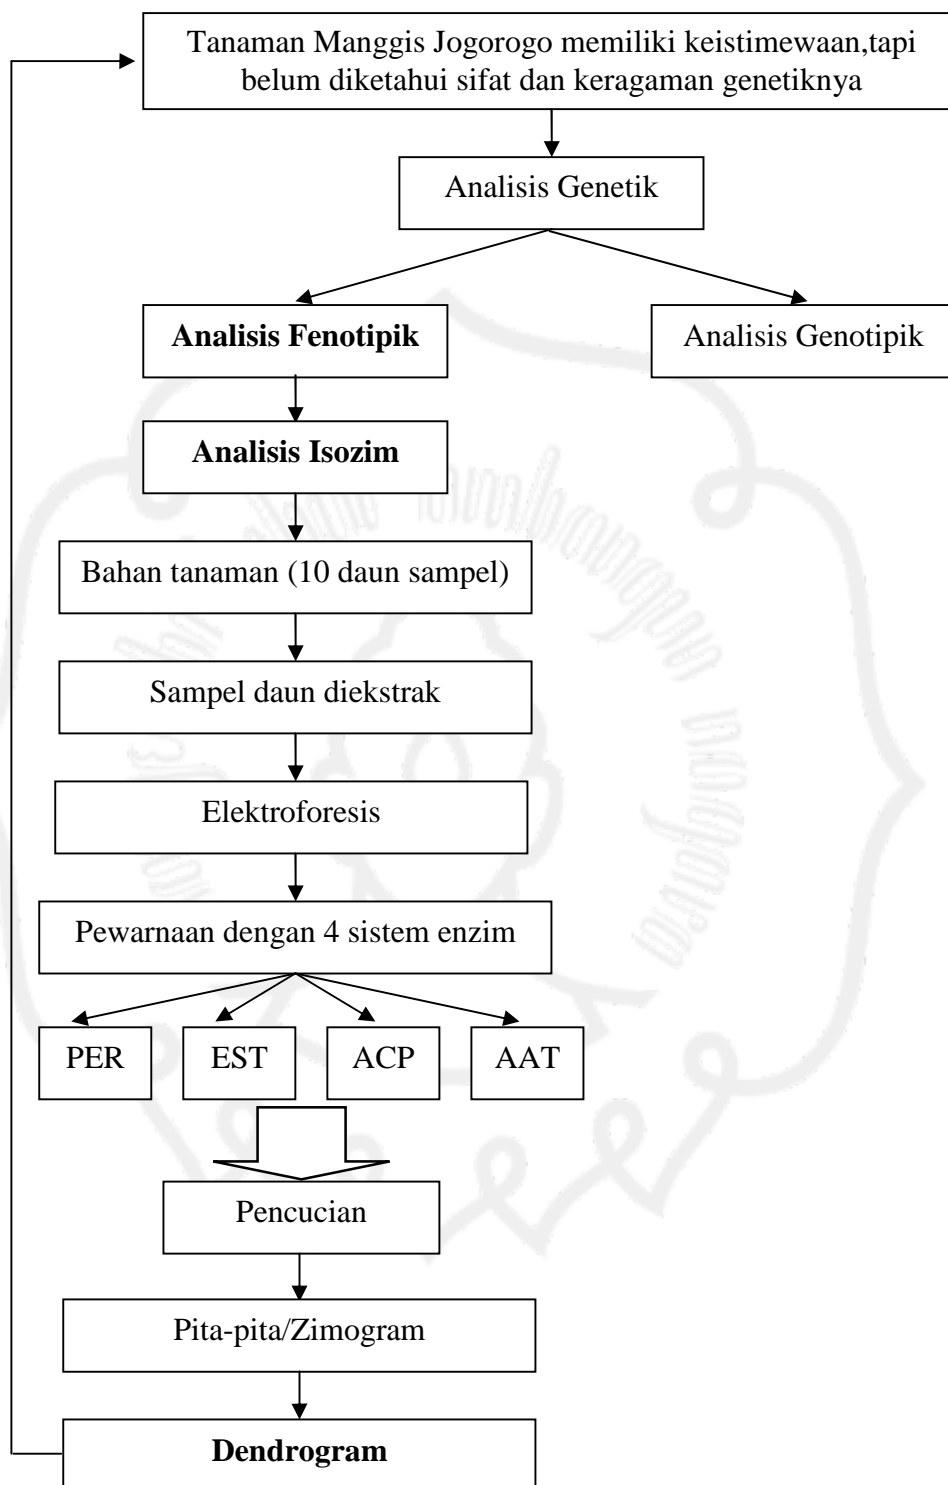 Tanaman Manggis Jogorogo memiliki keistimewaan,tapi
belum diketahui sifat dan keragaman genetiknya
Analisis Genetik
Analisis Fenotipik
Analisis Genotipik
Analisis Isozim
Bahan tanaman (10 daun sampel)
Sampel daun diekstrak
Elektroforesis
Pewarnaan dengan 4 sistem enzim
PER
EST
ACP
AAT
Pencucian
Pita-pita/Zimogram
Dendrogram